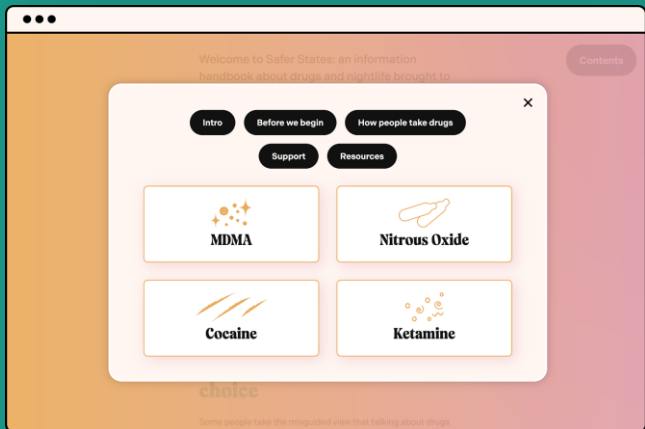 Welcome to Safer States: an information
handbook about drugs and nightlife brought to
Contents
Intro
Before we begin
How people take drugs
Support
Resources
MDMA
Nitrous Oxide
Cocaine
Ketamine
choice
Some people take the misguided view that talking about drugs